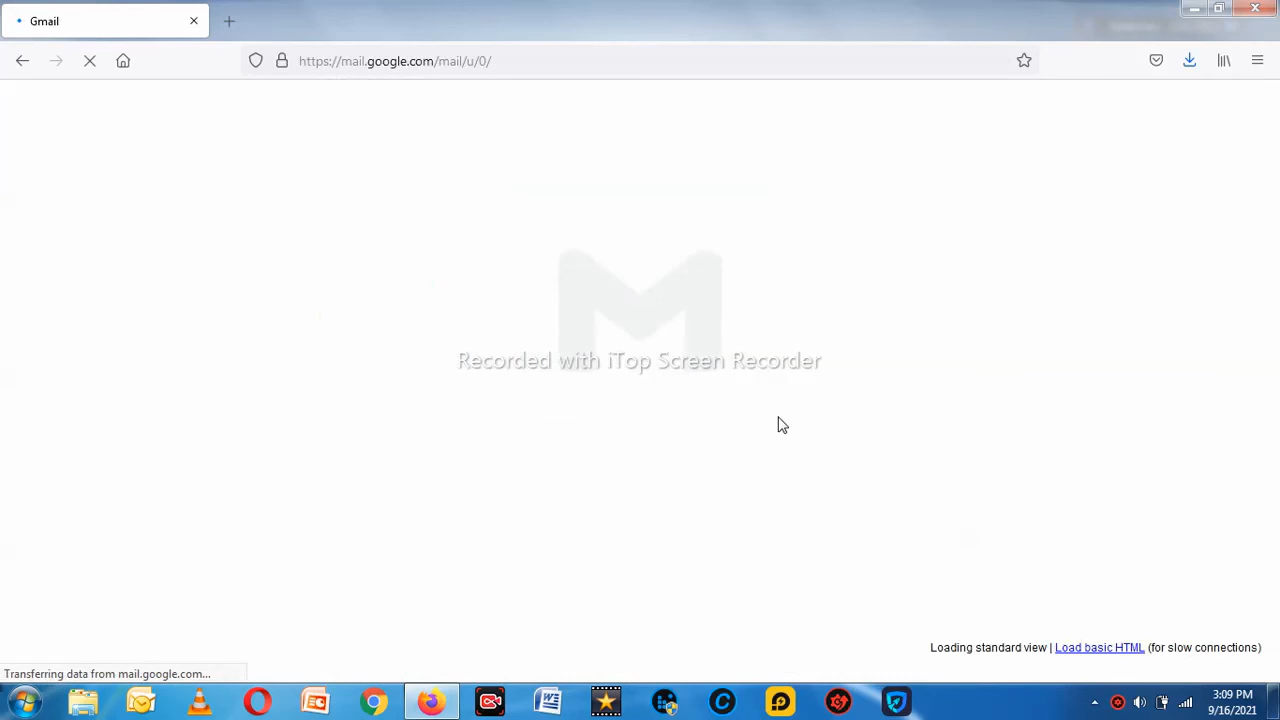 Gmail
https://mail.google.com/mail/u/0/
Recorded with iTop Screen Recorder
Loading standard view | Load basic HTML (for slow connections)
Transferring data from mail.google.com...
3:09 PM
9/16/2021